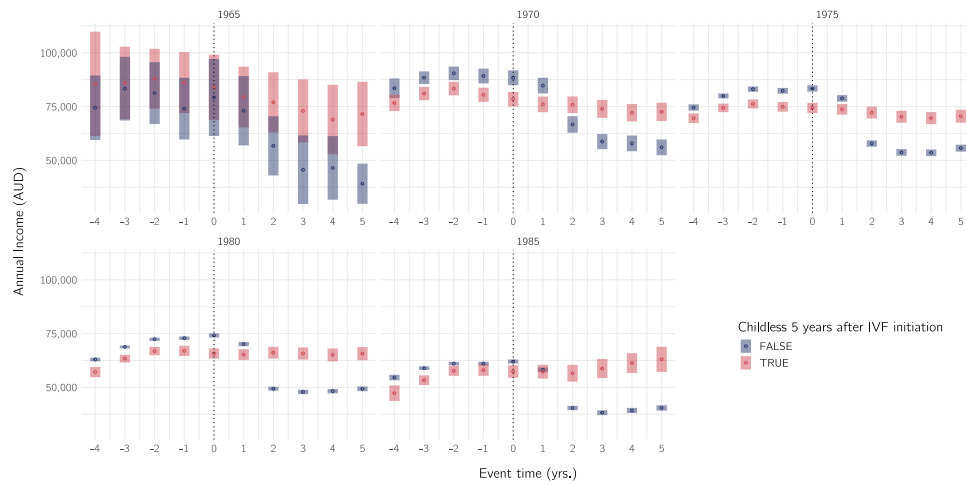 1965
1970
1975
100,000
75,000
50,000
-4 -3 -2 -1 0 1 2 3 4 5
-4 -3 -2 -1 0 1 2 3 4 5
-4 -3 -2 -1 0 1 2 3 4 5
1980
1985
100,000
75,000
50,000
-4 -3 -2 -1 0 1 2 3 4 5
-4 -3 -2 -1 0 1 2 3 4 5
Annual Income (AUD)
Event time (yrs.)
Childless 5 years after IVF initiation
FALSE
TRUE